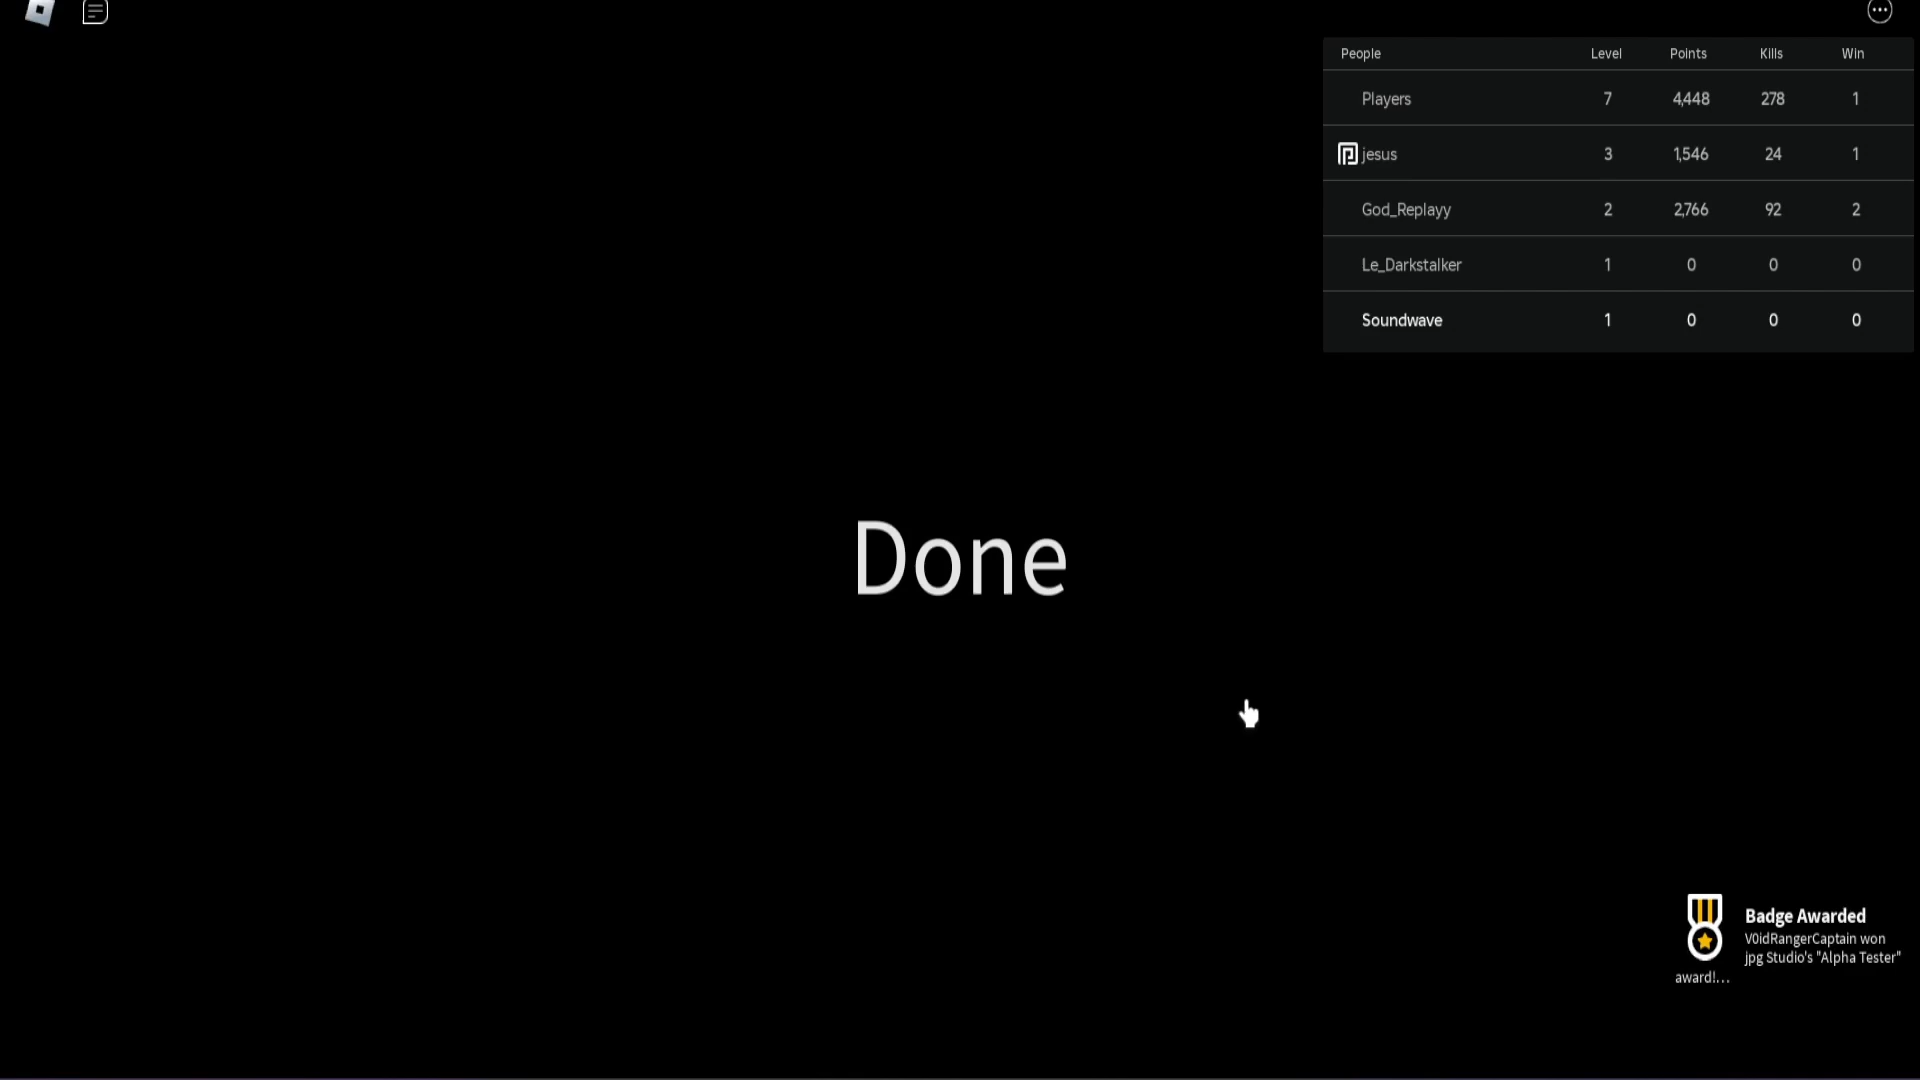 People Level Points Kills Win
Players 7 4,448 278 1
jesus 3 1,546 24 1
God_Replayy 2 2,766 92 2
Le_Darkstalker 1 0 0 0
Soundwave 1 0 0 0
Done
Badge Awarded
V0idRangerCaptain won
jpg Studio's "Alpha Tester"
award!...